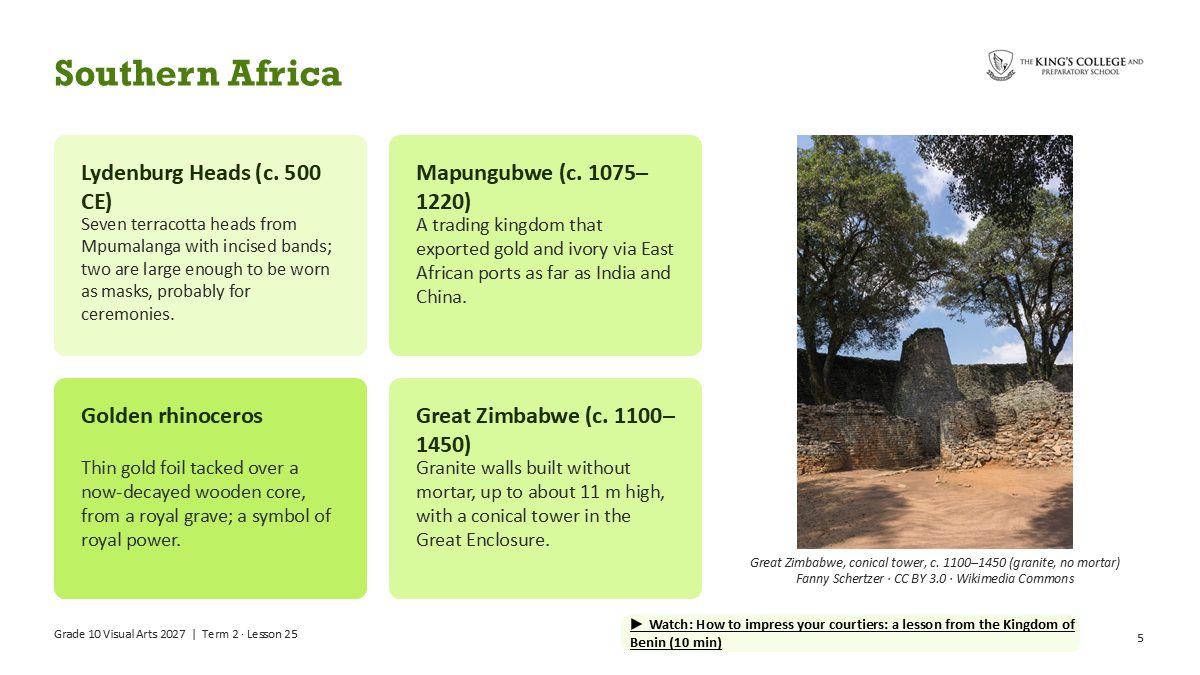 Southern Africa
THE KING'S COLLEGE AND
PREPARATORY SCHOOL
Lydenburg Heads (c. 500
CE)
Seven terracotta heads from
Mpumalanga with incised bands;
two are large enough to be worn
as masks, probably for
ceremonies.
Mapungubwe (c. 1075–
1220)
A trading kingdom that
exported gold and ivory via East
African ports as far as India and
China.
Golden rhinoceros
Thin gold foil tacked over a
now-decayed wooden core,
from a royal grave; a symbol of
royal power.
Great Zimbabwe (c. 1100–
1450)
Granite walls built without
mortar, up to about 11 m high,
with a conical tower in the
Great Enclosure.
Great Zimbabwe, conical tower, c. 1100–1450 (granite, no mortar)
Fanny Schertzer · CC BY 3.0 · Wikimedia Commons
Grade 10 Visual Arts 2027 | Term 2 · Lesson 25
▶ Watch: How to impress your courtiers: a lesson from the Kingdom of
Benin (10 min)
5